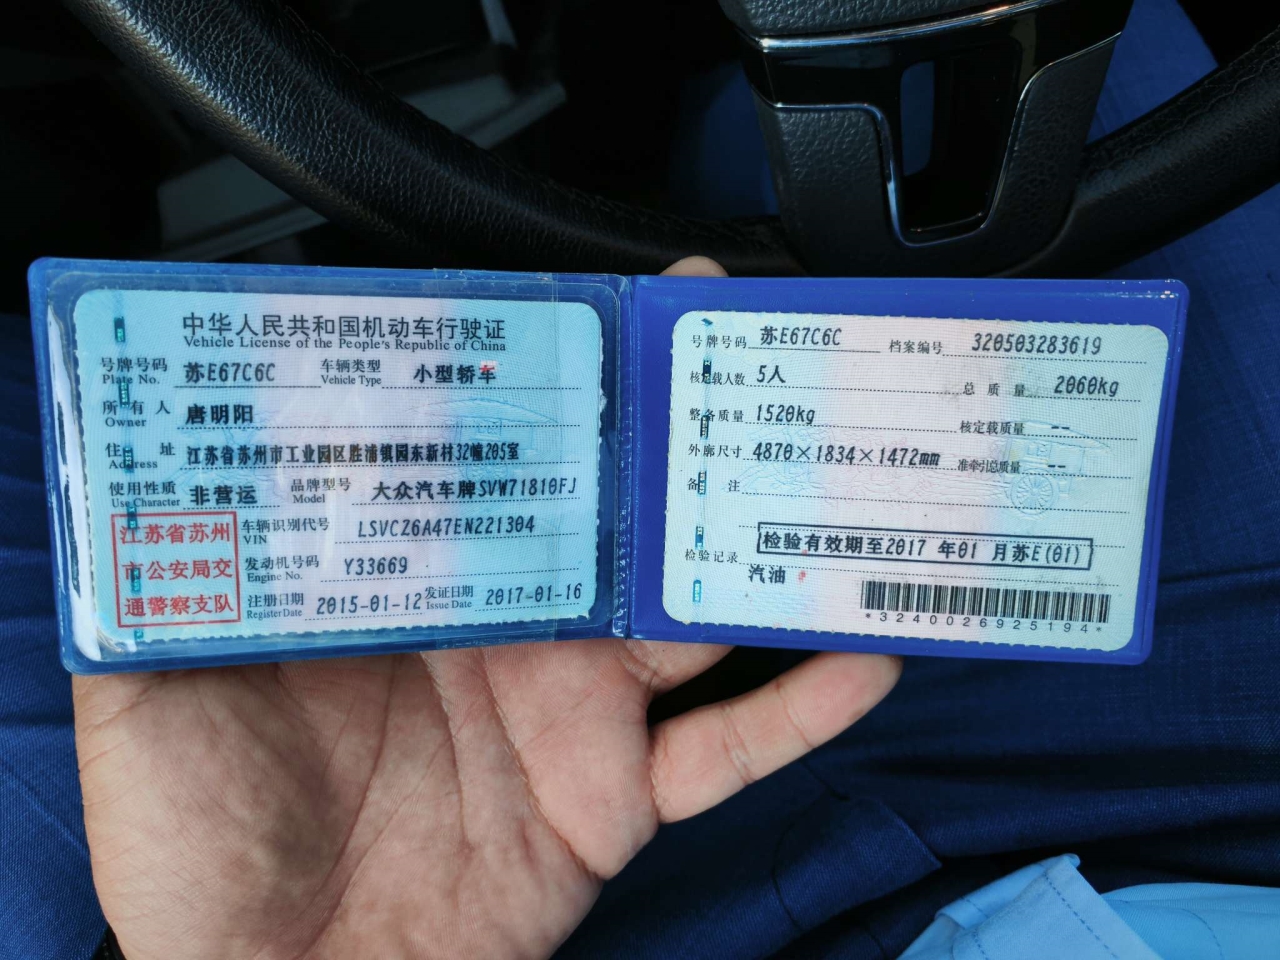 中华人民共和国机动车行驶证
Vehicle License of the People's Republic of China
号牌号码 苏E67C6C 车辆类型 小型轿车
Plate No. Vehicle Type
所有人 唐明阳
Owner
住址 江苏省苏州市工业园区胜浦镇园东新村32幢205室
Address
使用性质 非营运 品牌型号 大众汽车牌SVW71810FJ
Use Character Model
江苏省苏州
市公安局交
通警察支队
车辆识别代号 LSVCZ6A47EN221304
VIN
发动机号码 Y33669
Engine No.
注册日期 2015-01-12 发证日期 2017-01-16
Register Date Issue Date
号牌号码 苏E67C6C 档案编号 320503283619
核定载人数 5人 总质量 2060kg
整备质量 1520kg 核定载质量 --
外廓尺寸 4870×1834×1472mm 准牵引总质量 --
备注
检验记录 检验有效期至2017年01月苏E(01)
汽油
*3240026925194*